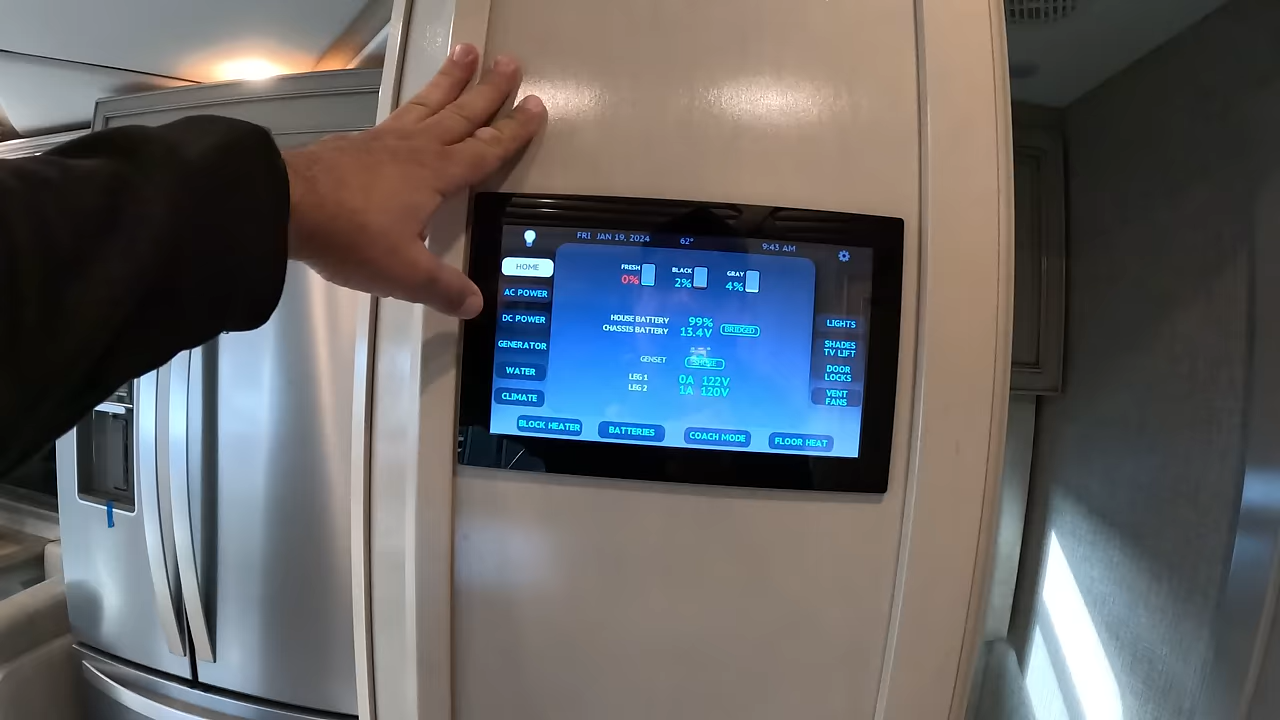 FRI JAN 19, 2024 62° 9:43 AM
HOME
AC POWER
DC POWER
GENERATOR
WATER
CLIMATE
FRESH 0%
BLACK 2%
GRAY 4%
HOUSE BATTERY 99%
CHASSIS BATTERY 13.4V BRIDGED
GENSET SHORE
LEG 1 0A 122V
LEG 2 1A 120V
LIGHTS
SHADES
TV LIFT
DOOR
LOCKS
VENT
FANS
BLOCK HEATER BATTERIES COACH MODE FLOOR HEAT